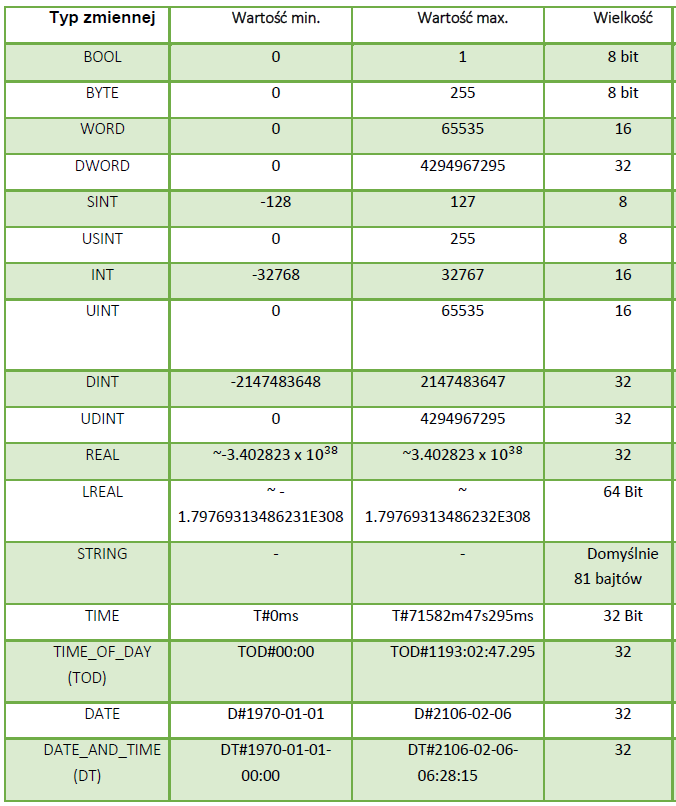 Typ zmiennej Wartość min. Wartość max. Wielkość
BOOL 0 1 8 bit
BYTE 0 255 8 bit
WORD 0 65535 16
DWORD 0 4294967295 32
SINT -128 127 8
USINT 0 255 8
INT -32768 32767 16
UINT 0 65535 16
DINT -2147483648 2147483647 32
UDINT 0 4294967295 32
REAL ~-3.402823 x 10³⁸ ~3.402823 x 10³⁸ 32
LREAL ~ - ~ 64 Bit
1.79769313486231E308 1.79769313486232E308
STRING - - Domyślnie
81 bajtów
TIME T#0ms T#71582m47s295ms 32 Bit
TIME_OF_DAY TOD#00:00 TOD#1193:02:47.295 32
(TOD)
DATE D#1970-01-01 D#2106-02-06 32
DATE_AND_TIME DT#1970-01-01- DT#2106-02-06- 32
(DT) 00:00 06:28:15